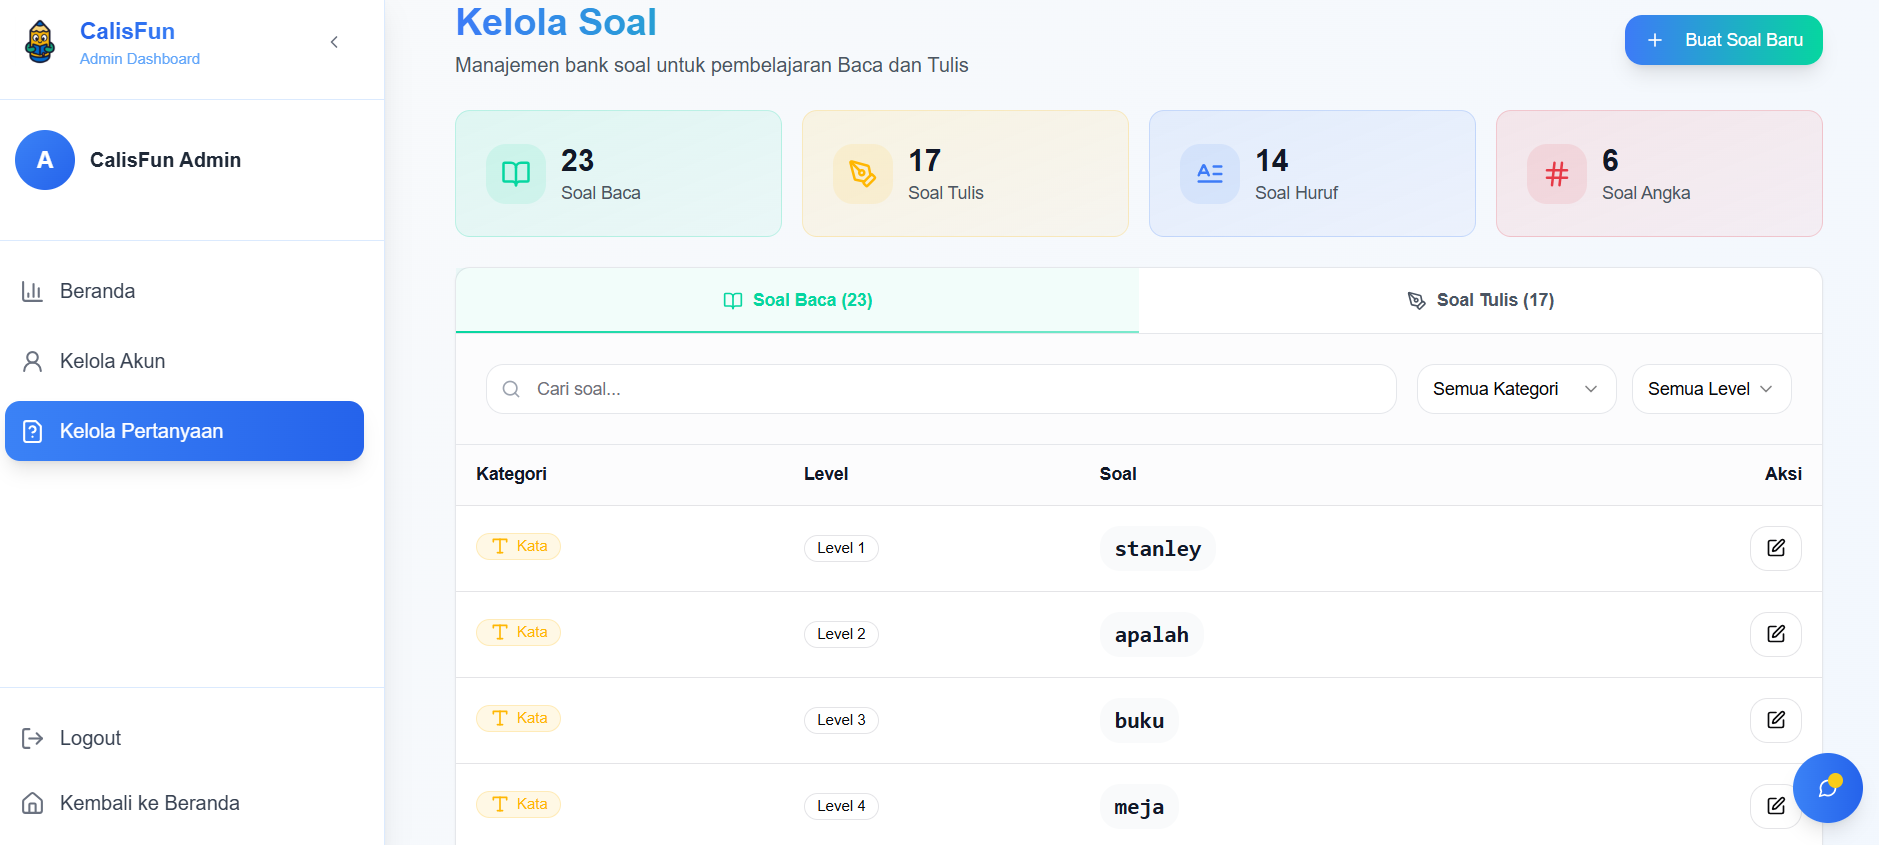 CalisFun
Admin Dashboard
A
CalisFun Admin
Beranda
Kelola Akun
Kelola Pertanyaan
Logout
Kembali ke Beranda
Kelola Soal
Manajemen bank soal untuk pembelajaran Baca dan Tulis
Buat Soal Baru
23
Soal Baca
17
Soal Tulis
14
Soal Huruf
6
Soal Angka
Soal Baca (23)
Soal Tulis (17)
Cari soal...
Semua Kategori
Semua Level
Kategori Level Soal Aksi
Kata Level 1 stanley
Kata Level 2 apalah
Kata Level 3 buku
Kata Level 4 meja